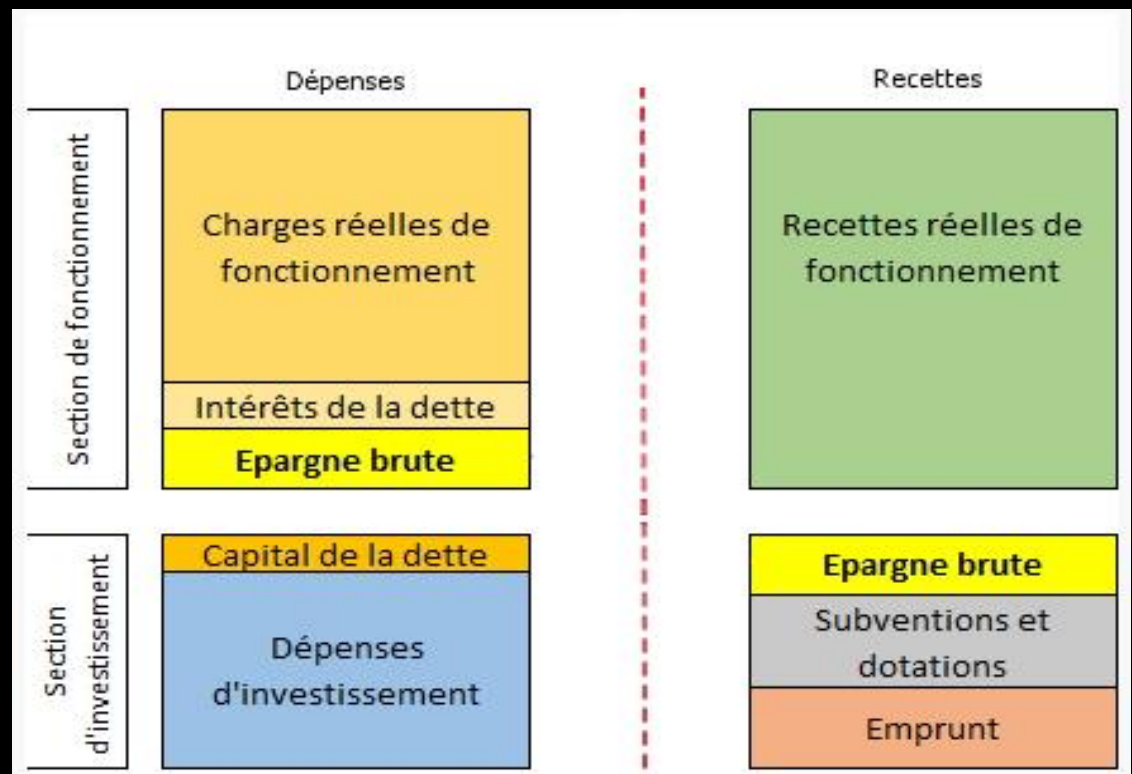 Dépenses
Recettes
Section de fonctionnement
Charges réelles de
fonctionnement
Intérêts de la dette
Epargne brute
Recettes réelles de
fonctionnement
Section
d'investissement
Capital de la dette
Dépenses
d'investissement
Epargne brute
Subventions et
dotations
Emprunt